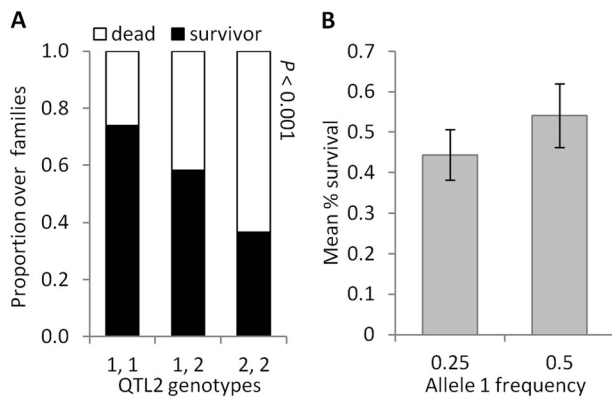 A
dead survivor
Proportion over families
1.0
0.8
0.6
0.4
0.2
0.0
P < 0.001
1, 1 1, 2 2, 2
QTL2 genotypes
B
Mean % survival
0.7
0.6
0.5
0.4
0.3
0.2
0.1
0
0.25 0.5
Allele 1 frequency